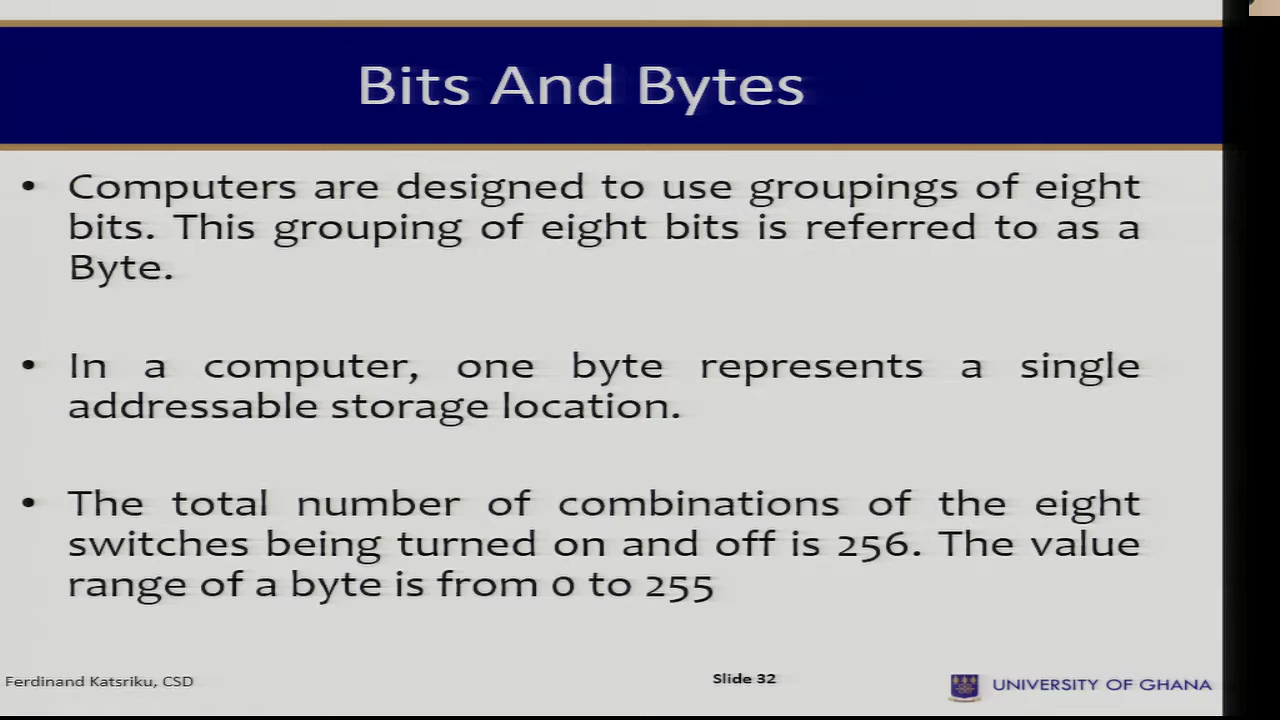 Bits And Bytes
• Computers are designed to use groupings of eight
bits. This grouping of eight bits is referred to as a
Byte.
• In a computer, one byte represents a single
addressable storage location.
• The total number of combinations of the eight
switches being turned on and off is 256. The value
range of a byte is from 0 to 255
Ferdinand Katsriku, CSD
Slide 32
UNIVERSITY OF GHANA